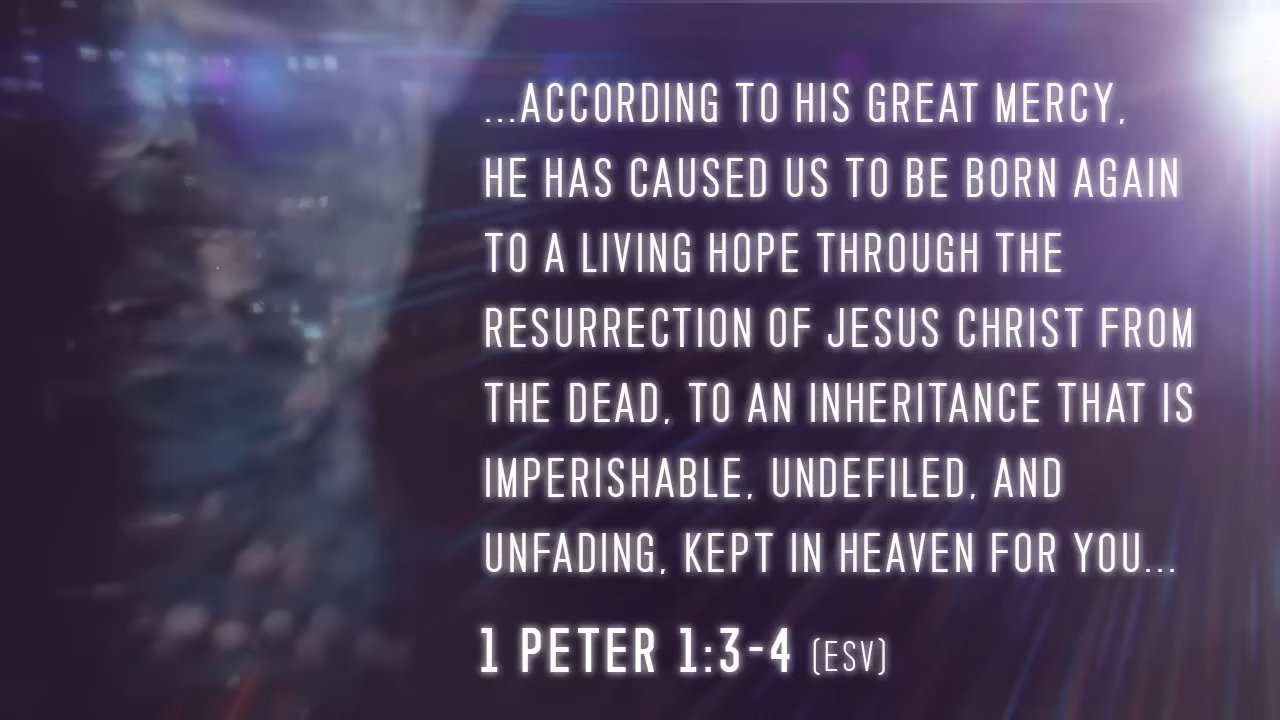 ...ACCORDING TO HIS GREAT MERCY,
HE HAS CAUSED US TO BE BORN AGAIN
TO A LIVING HOPE THROUGH THE
RESURRECTION OF JESUS CHRIST FROM
THE DEAD, TO AN INHERITANCE THAT IS
IMPERISHABLE, UNDEFILED, AND
UNFADING, KEPT IN HEAVEN FOR YOU...
1 PETER 1:3-4 (ESV)